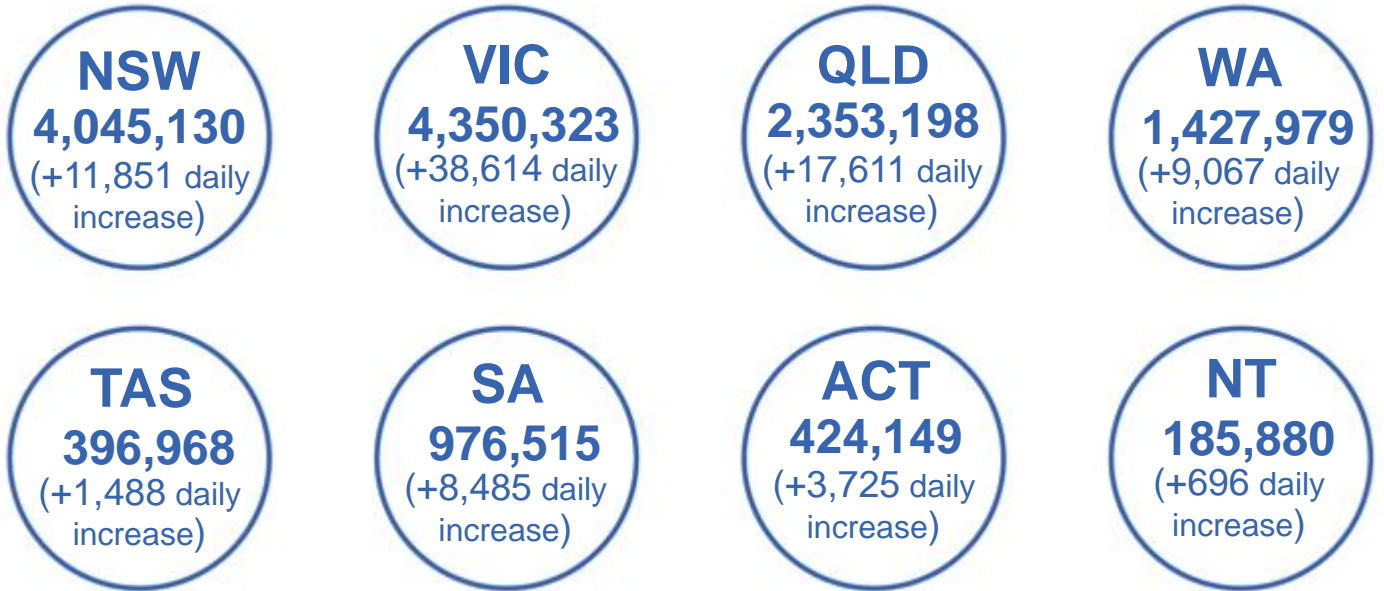 NSW
4,045,130
(+11,851 daily
increase)
VIC
4,350,323
(+38,614 daily
increase)
QLD
2,353,198
(+17,611 daily
increase)
WA
1,427,979
(+9,067 daily
increase)
TAS
396,968
(+1,488 daily
increase)
SA
976,515
(+8,485 daily
increase)
ACT
424,149
(+3,725 daily
increase)
NT
185,880
(+696 daily
increase)